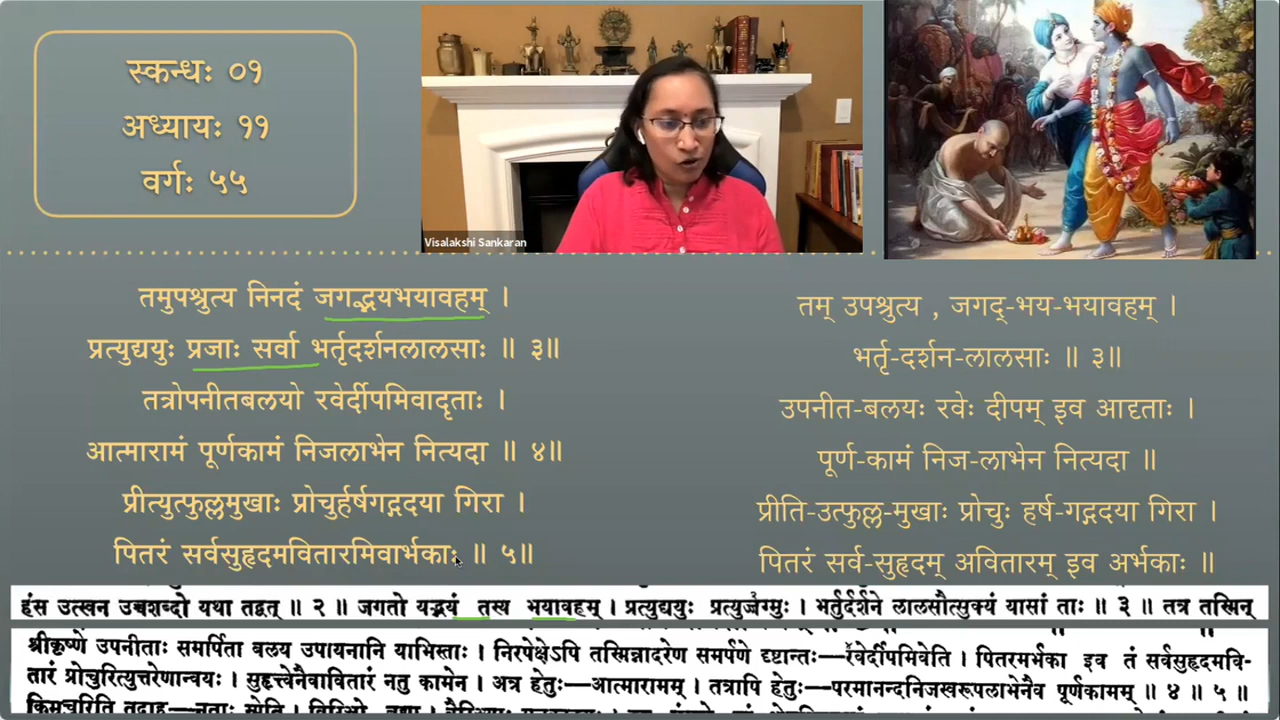 स्कन्धः ०१
अध्यायः ११
वर्गः ५५
Visalakshi Sankaran
तमुपश्रुत्य निनदं जगद्भयभयावहम् ।
प्रत्युद्ययुः प्रजाः सर्वा भर्तृदर्शनलालसाः ॥ ३॥
तत्रोपनीतबलयो रवेर्दीपमिवादृताः ।
आत्मारामं पूर्णकामं निजलाभेन नित्यदा ॥ ४॥
प्रीत्युत्फुल्लमुखाः प्रोचुर्हर्षगद्गदया गिरा ।
पितरं सर्वसुहृदमवितारमिवार्भकाः ॥ ५॥
तम् उपश्रुत्य , जगद्-भय-भयावहम् ।
भर्तृ-दर्शन-लालसाः ॥ ३॥
उपनीत-बलयः रवेः दीपम् इव आदृताः ।
पूर्ण-कामं निज-लाभेन नित्यदा ॥
प्रीति-उत्फुल्ल-मुखाः प्रोचुः हर्ष-गद्गदया गिरा ।
पितरं सर्व-सुहृदम् अवितारम् इव अर्भकाः ॥
हंस उत्स्वन उच्चशब्दो यथा तद्वत् ॥ २ ॥ जगतो यद्भयं तस्य भयावहम् । प्रत्युद्ययुः प्रत्युज्जग्मुः । भर्तुर्दर्शने लालसौत्सुक्यं यासां ताः ॥ ३ ॥ तत्र तस्मिन्
श्रीकृष्णे उपनीताः समर्पिता बलय उपायनानि याभिस्ताः । निरपेक्षेऽपि तस्मिन्नादरेण समर्पणे दृष्टान्तः—रवेर्दीपमिवेति । पितरमर्भका इव तं सर्वसुहृदमवि-
तारं प्रोचुरित्युत्तरेणान्वयः । सुहृत्त्वेनैवावितारं नतु कामेन । अत्र हेतुः—आत्मारामम् । तत्रापि हेतुः—परमानन्दनिजस्वरूपलाभेनैव पूर्णकामम् ॥ ४ ॥ ५ ॥